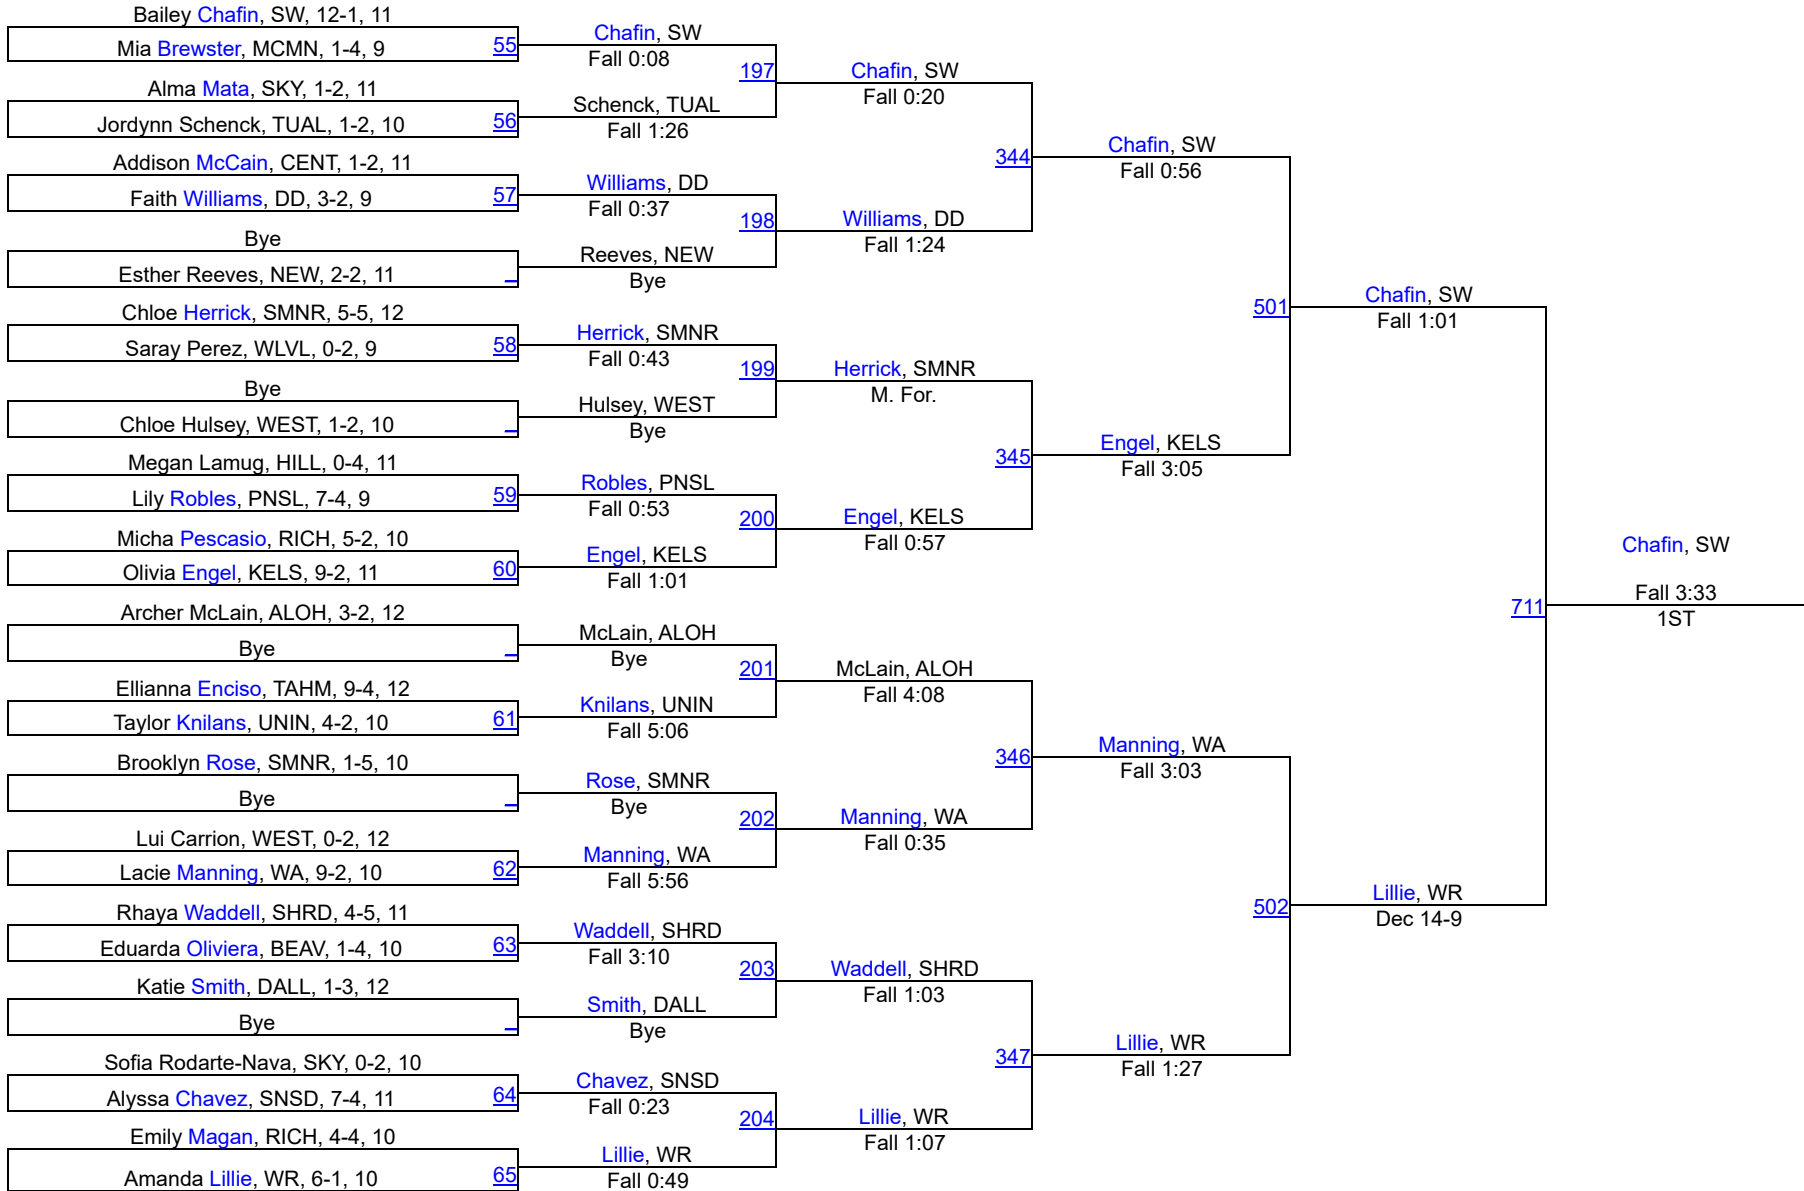 Bailey Chafin, SW, 12-1, 11
Mia Brewster, MCMN, 1-4, 9
55
Alma Mata, SKY, 1-2, 11
Jordynn Schenck, TUAL, 1-2, 10
56
Addison McCain, CENT, 1-2, 11
Faith Williams, DD, 3-2, 9
57
Bye
Esther Reeves, NEW, 2-2, 11
_
Chloe Herrick, SMNR, 5-5, 12
Saray Perez, WLVL, 0-2, 9
58
Bye
Chloe Hulsey, WEST, 1-2, 10
_
Megan Lamug, HILL, 0-4, 11
Lily Robles, PNSL, 7-4, 9
59
Micha Pescasio, RICH, 5-2, 10
Olivia Engel, KELS, 9-2, 11
60
Archer McLain, ALOH, 3-2, 12
Bye
_
Ellianna Enciso, TAHM, 9-4, 12
Taylor Knilans, UNIN, 4-2, 10
61
Brooklyn Rose, SMNR, 1-5, 10
Bye
_
Lui Carrion, WEST, 0-2, 12
Lacie Manning, WA, 9-2, 10
62
Rhaya Waddell, SHRD, 4-5, 11
Eduarda Oliviera, BEAV, 1-4, 10
63
Katie Smith, DALL, 1-3, 12
Bye
_
Sofia Rodarte-Nava, SKY, 0-2, 10
Alyssa Chavez, SNSD, 7-4, 11
64
Emily Magan, RICH, 4-4, 10
Amanda Lillie, WR, 6-1, 10
65
Chafin, SW
Fall 0:08
197
Schenck, TUAL
Fall 1:26
Williams, DD
Fall 0:37
198
Reeves, NEW
Bye
Herrick, SMNR
Fall 0:43
199
Hulsey, WEST
Bye
Robles, PNSL
Fall 0:53
200
Engel, KELS
Fall 1:01
McLain, ALOH
Bye
201
Knilans, UNIN
Fall 5:06
Rose, SMNR
Bye
202
Manning, WA
Fall 5:56
Waddell, SHRD
Fall 3:10
203
Smith, DALL
Bye
Chavez, SNSD
Fall 0:23
204
Lillie, WR
Fall 0:49
Chafin, SW
Fall 0:20
344
Williams, DD
Fall 1:24
Herrick, SMNR
M. For.
345
Engel, KELS
Fall 0:57
McLain, ALOH
Fall 4:08
346
Manning, WA
Fall 0:35
Waddell, SHRD
Fall 1:03
347
Lillie, WR
Fall 1:07
Chafin, SW
Fall 0:56
501
Engel, KELS
Fall 3:05
Manning, WA
Fall 3:03
502
Lillie, WR
Fall 1:27
Chafin, SW
Fall 1:01
711
Lillie, WR
Dec 14-9
Chafin, SW
Fall 3:33
1ST